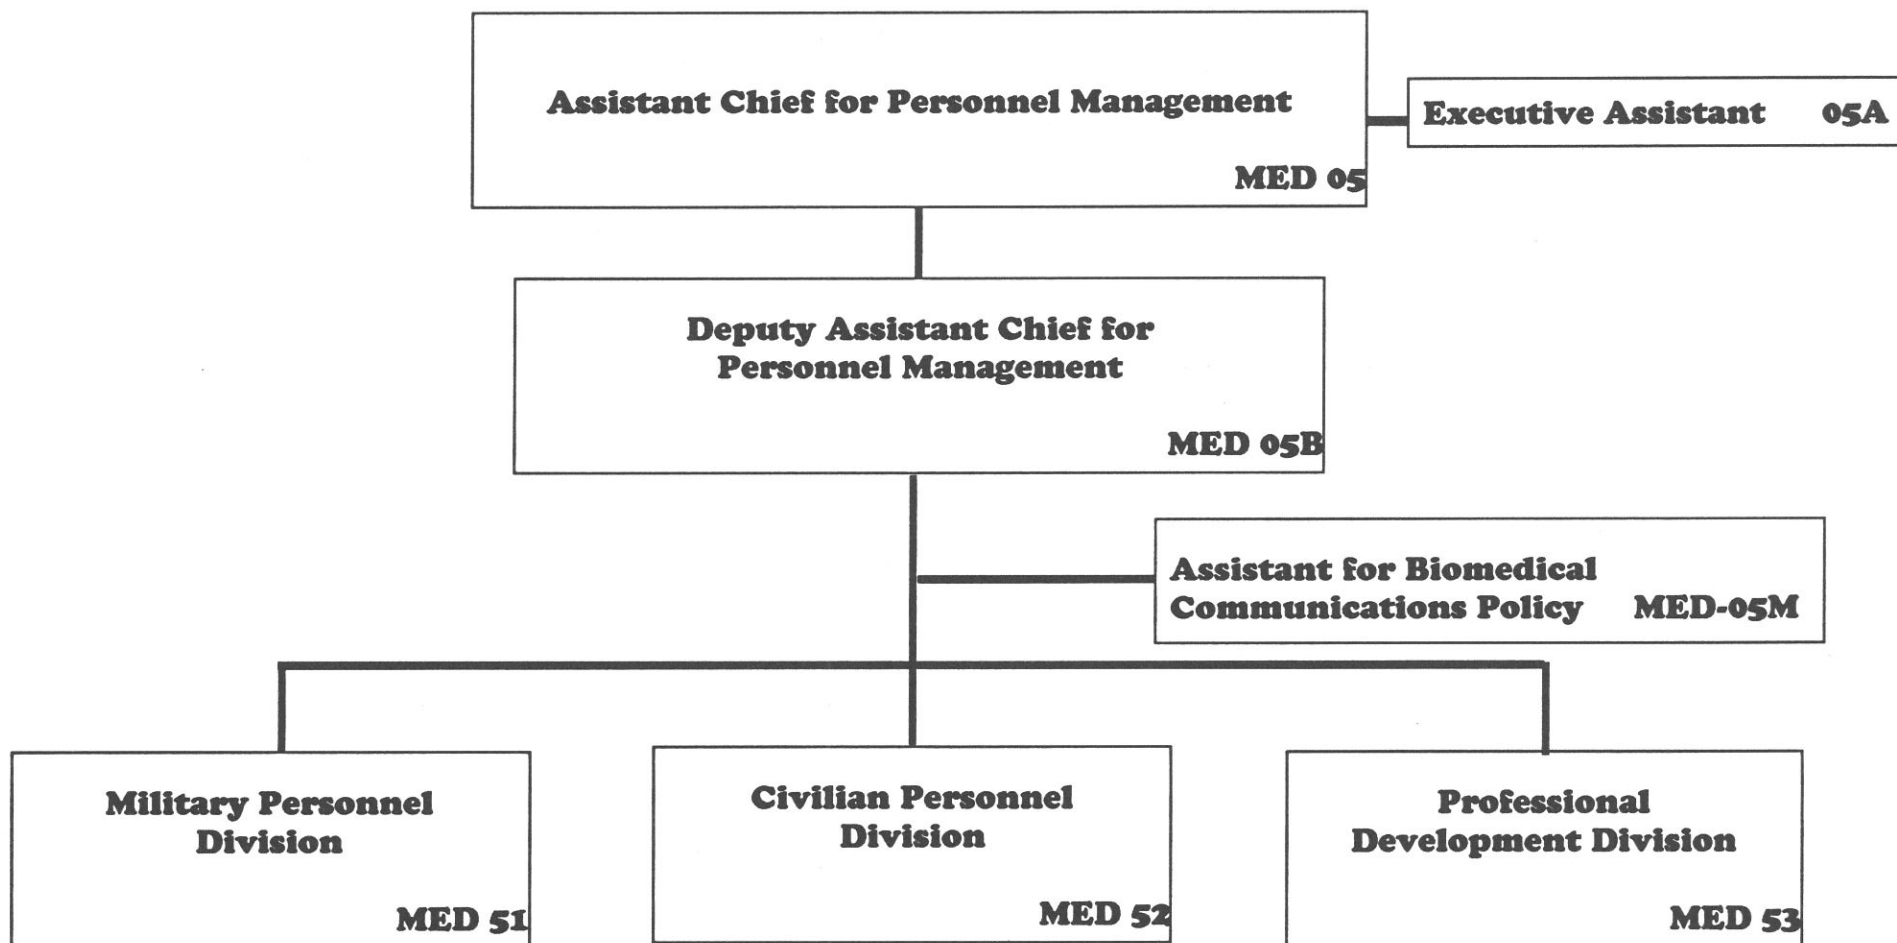 Assistant Chief for Personnel Management
Executive Assistant 05A
MED 05
Deputy Assistant Chief for
Personnel Management
MED 05B
Assistant for Biomedical
Communications Policy MED-05M
Military Personnel
Division
MED 51
Civilian Personnel
Division
MED 52
Professional
Development Division
MED 53